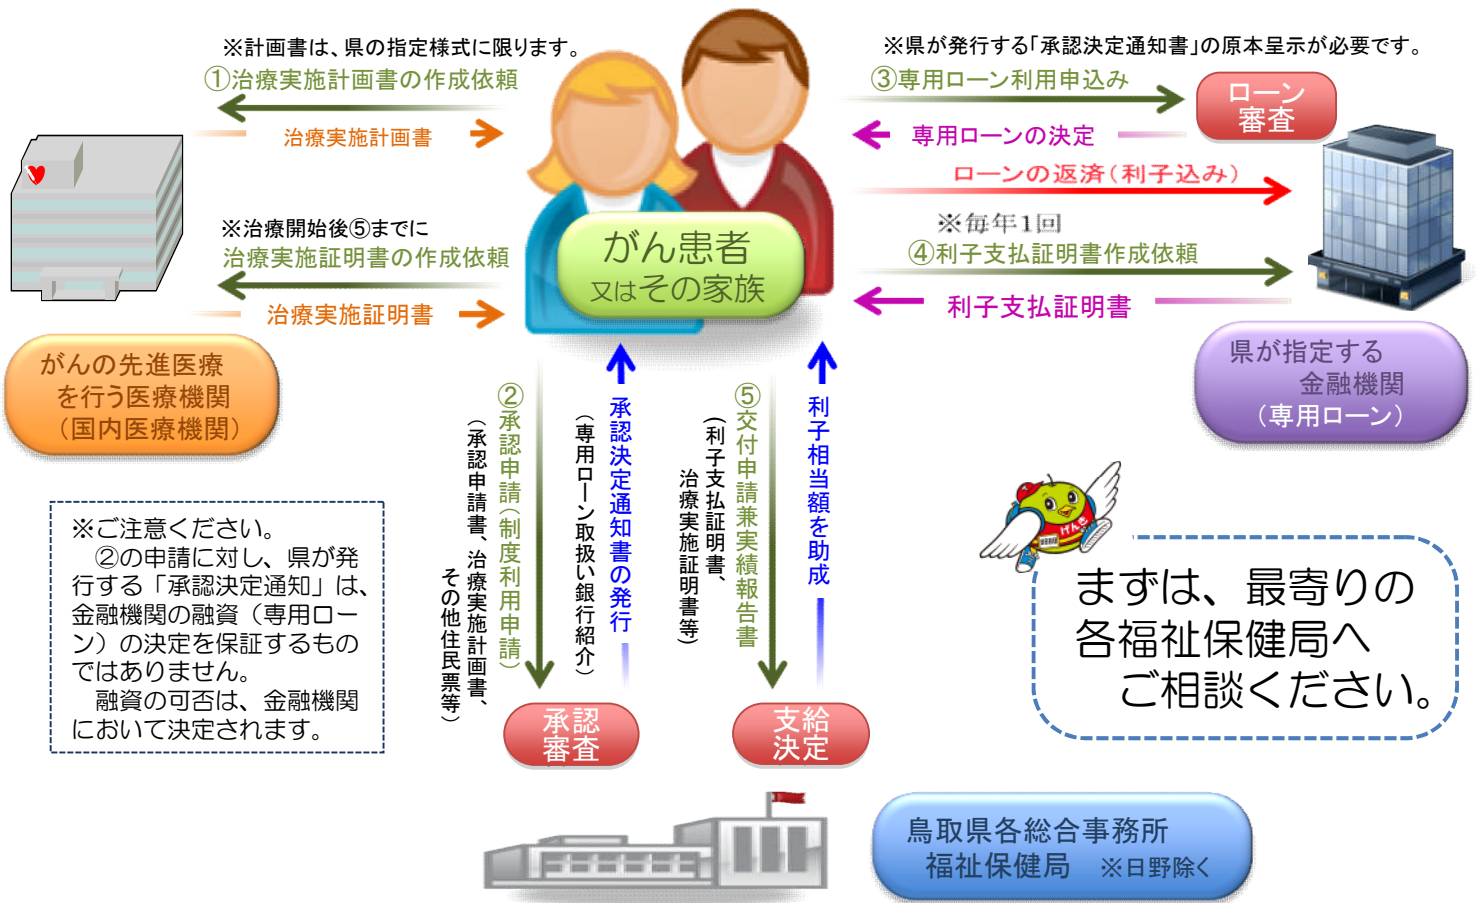 ※計画書は、県の指定様式に限ります。
①治療実施計画書の作成依頼
治療実施計画書
※治療開始後⑤までに
治療実施証明書の作成依頼
治療実施証明書
がんの先進医療
を行う医療機関
（国内医療機関）
がん患者
又はその家族
※県が発行する「承認決定通知書」の原本呈示が必要です。
③専用ローン利用申込み
ローン
審査
専用ローンの決定
ローンの返済（利子込み）
※毎年1回
④利子支払証明書作成依頼
利子支払証明書
県が指定する
金融機関
（専用ローン）
②承認申請（制度利用申請）
（承認申請書、治療実施計画書、
その他住民票等）
承認決定通知書の発行
（専用ローン取扱い銀行紹介）
⑤交付申請兼実績報告書
（利子支払証明書、
治療実施証明書等）
利子相当額を助成
※ご注意ください。
②の申請に対し、県が発
行する「承認決定通知」は、
金融機関の融資（専用ロー
ン）の決定を保証するもの
ではありません。
融資の可否は、金融機関
において決定されます。
げんき
まずは、最寄りの
各福祉保健局へ
ご相談ください。
承認
審査
支給
決定
鳥取県各総合事務所
福祉保健局　※日野除く